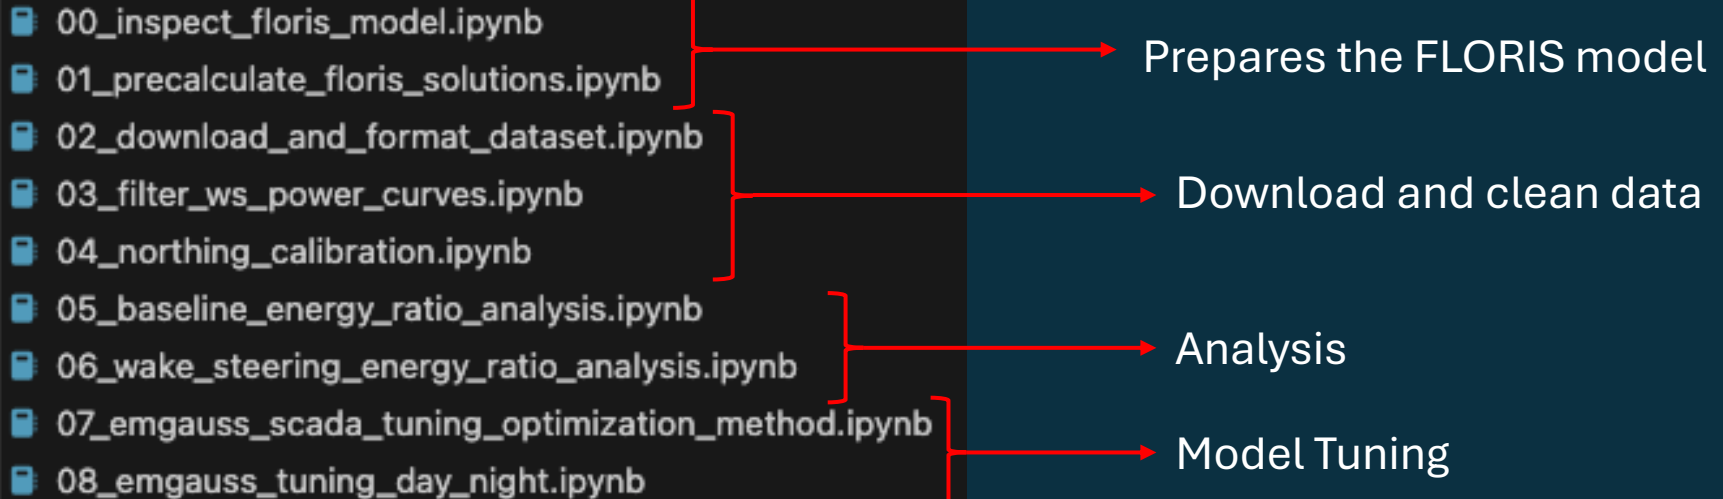 00_inspect_floris_model.ipynb
01_precalculate_floris_solutions.ipynb
Prepares the FLORIS model
02_download_and_format_dataset.ipynb
03_filter_ws_power_curves.ipynb
04_northing_calibration.ipynb
Download and clean data
05_baseline_energy_ratio_analysis.ipynb
06_wake_steering_energy_ratio_analysis.ipynb
Analysis
07_emgauss_scada_tuning_optimization_method.ipynb
08_emgauss_tuning_day_night.ipynb
Model Tuning